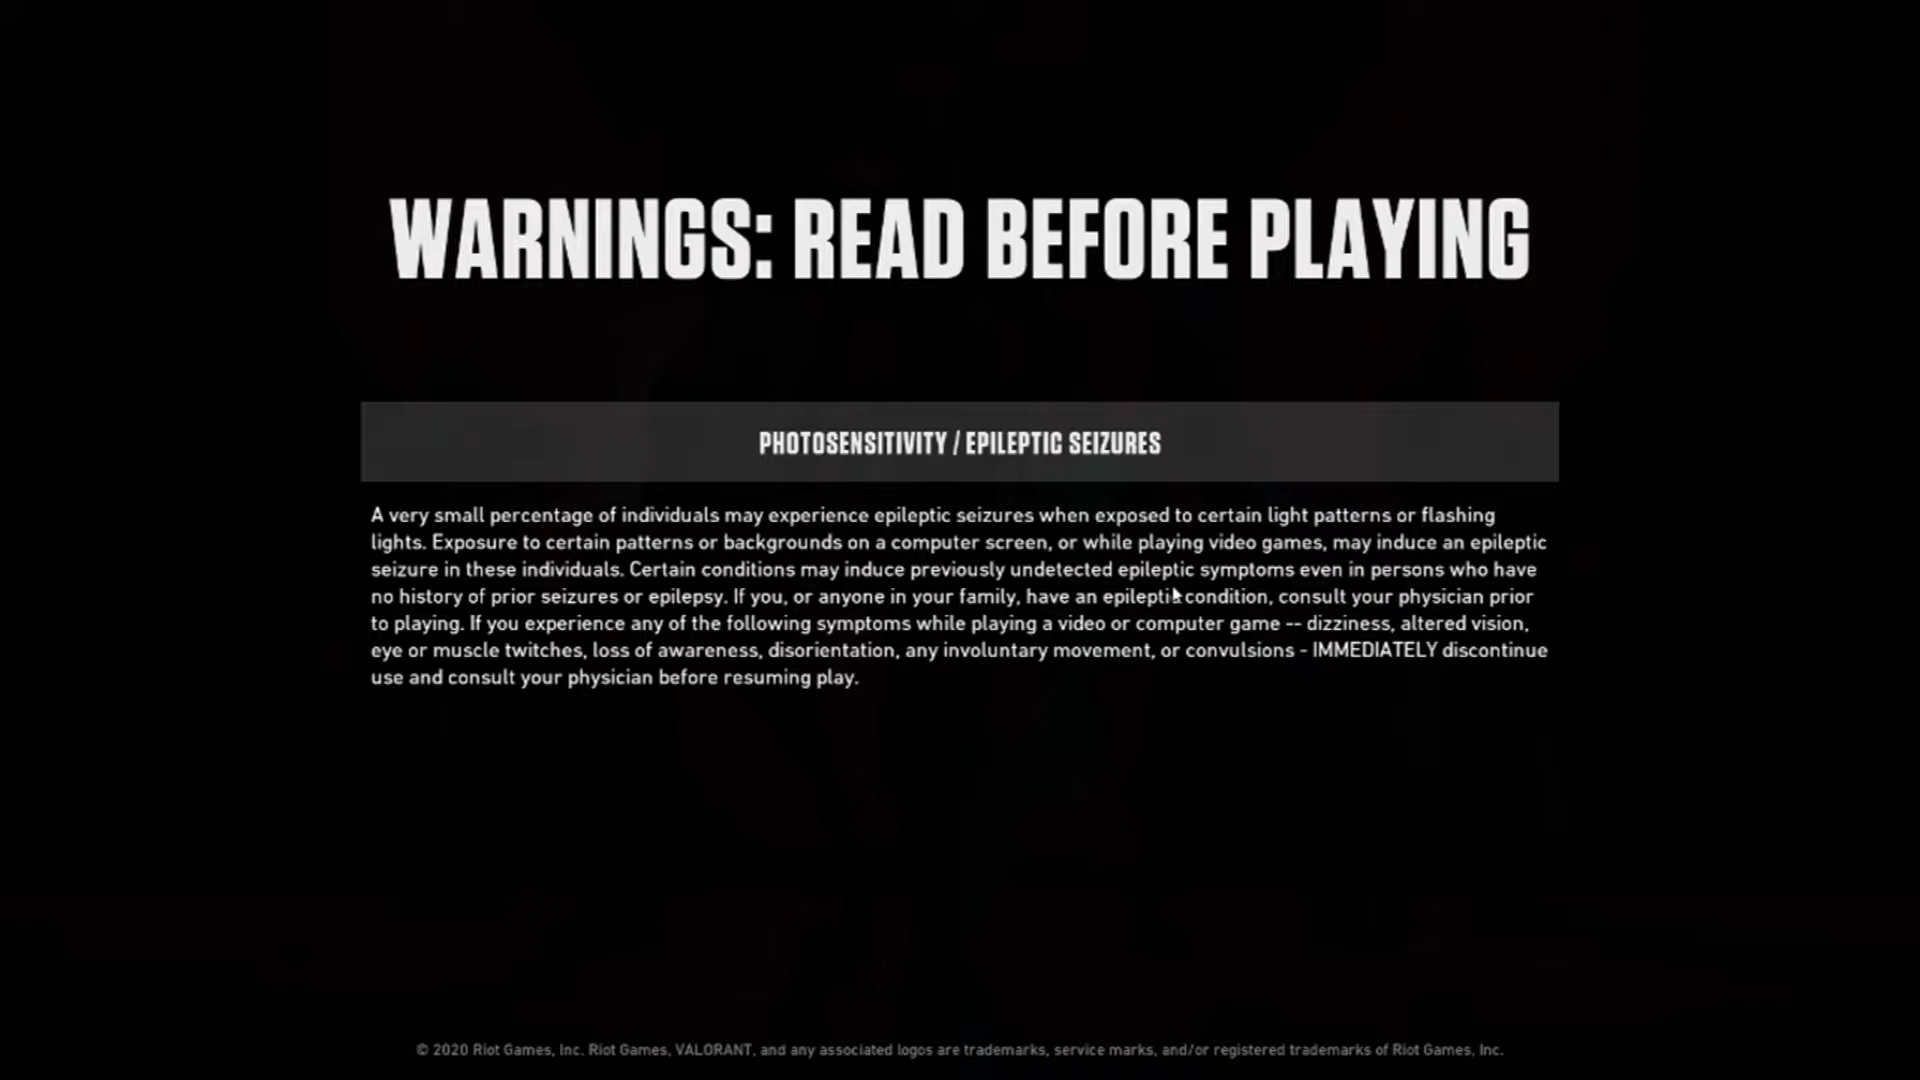 WARNINGS: READ BEFORE PLAYING
PHOTOSENSITIVITY / EPILEPTIC SEIZURES
A very small percentage of individuals may experience epileptic seizures when exposed to certain light patterns or flashing
lights. Exposure to certain patterns or backgrounds on a computer screen, or while playing video games, may induce an epileptic
seizure in these individuals. Certain conditions may induce previously undetected epileptic symptoms even in persons who have
no history of prior seizures or epilepsy. If you, or anyone in your family, have an epileptic condition, consult your physician prior
to playing. If you experience any of the following symptoms while playing a video or computer game -- dizziness, altered vision,
eye or muscle twitches, loss of awareness, disorientation, any involuntary movement, or convulsions - IMMEDIATELY discontinue
use and consult your physician before resuming play.
© 2020 Riot Games, Inc. Riot Games, VALORANT, and any associated logos are trademarks, service marks, and/or registered trademarks of Riot Games, Inc.